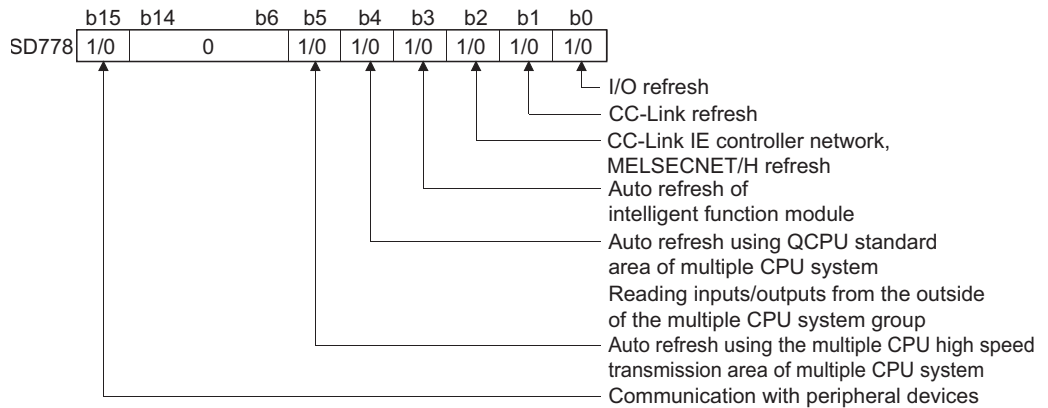 b15 b14 b6 b5 b4 b3 b2 b1 b0
SD778 1/0 0 1/0 1/0 1/0 1/0 1/0 1/0
I/O refresh
CC-Link refresh
CC-Link IE controller network,
MELSECNET/H refresh
Auto refresh of
intelligent function module
Auto refresh using QCPU standard
area of multiple CPU system
Reading inputs/outputs from the outside
of the multiple CPU system group
Auto refresh using the multiple CPU high speed
transmission area of multiple CPU system
Communication with peripheral devices